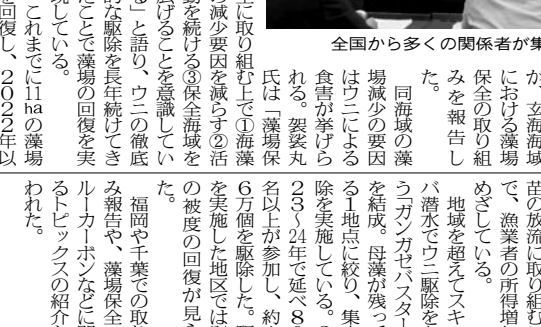 全国から多くの関係者が集
が、玄海海域
における藻場
保全の取り組
みを報告し
た。
同海域の藻
場減少の要因
はウニによる
食害が挙げら
れる。袈裟丸
氏は「藻場保
全に取り組む上で①海藻
の減少要因を減らす②活
動を続ける③保全海域を
広げることを意識してい
る」と語り、ウニの徹底
的な駆除を長年続けてき
たことで藻場の回復を実
現している。
これまでに11haの藻場
を回復し、2022年以
苗の放流に取り組む
で、漁業者の所得増
めざしている。
地域を超えてスキ
バ潜水でウニ駆除を
う「ガンガゼバスター
を結成。母藻が残っ
る1地点に絞り、集
除を実施している。
23〜24年で延べ8
名以上が参加し、約
6万個を駆除した。
を実施した地区では
の被度の回復が見
た。
福岡や千葉での取
み報告や、藻場保全
ルーカーボンなどに
るトピックスの紹介
われた。